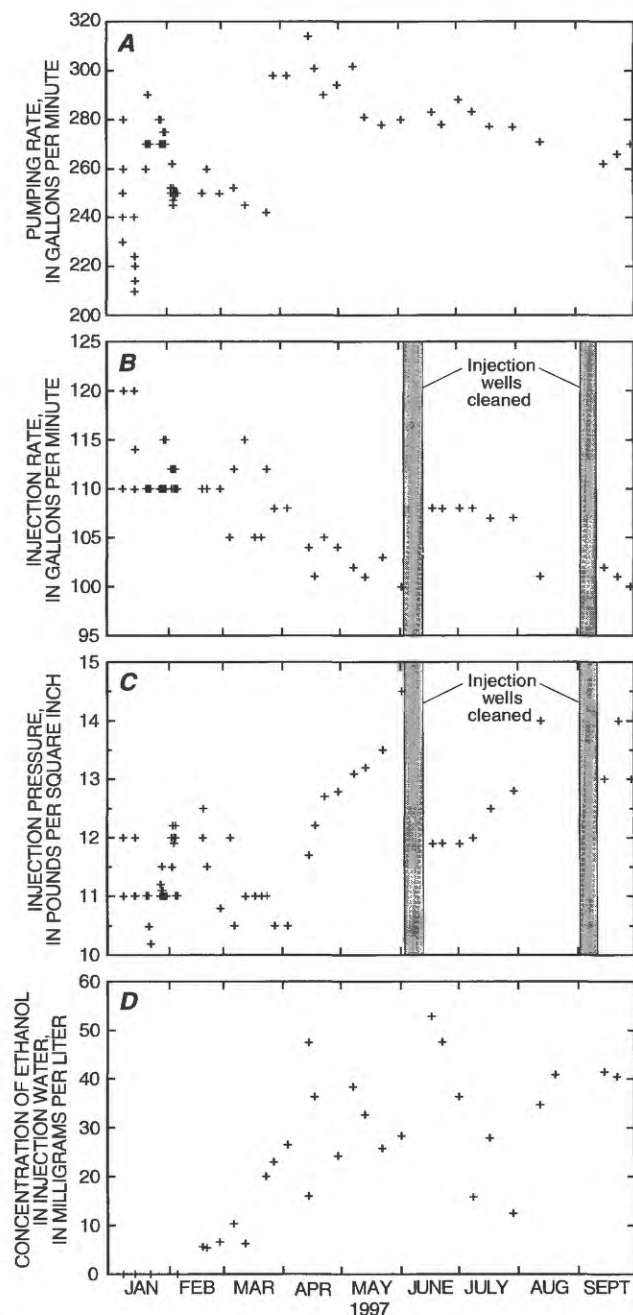 A
PUMPING RATE,
IN GALLONS PER MINUTE
320
300
280
260
240
220
200
B
INJECTION RATE,
IN GALLONS PER MINUTE
125
120
115
110
105
100
95
Injection
wells
cleaned
C
INJECTION PRESSURE,
IN POUNDS PER SQUARE INCH
15
14
13
12
11
10
Injection
wells
cleaned
D
CONCENTRATION OF ETHANOL
IN INJECTION WATER,
IN MILLIGRAMS PER LITER
60
50
40
30
20
10
0
JAN FEB MAR APR MAY JUNE JULY AUG SEPT
1997